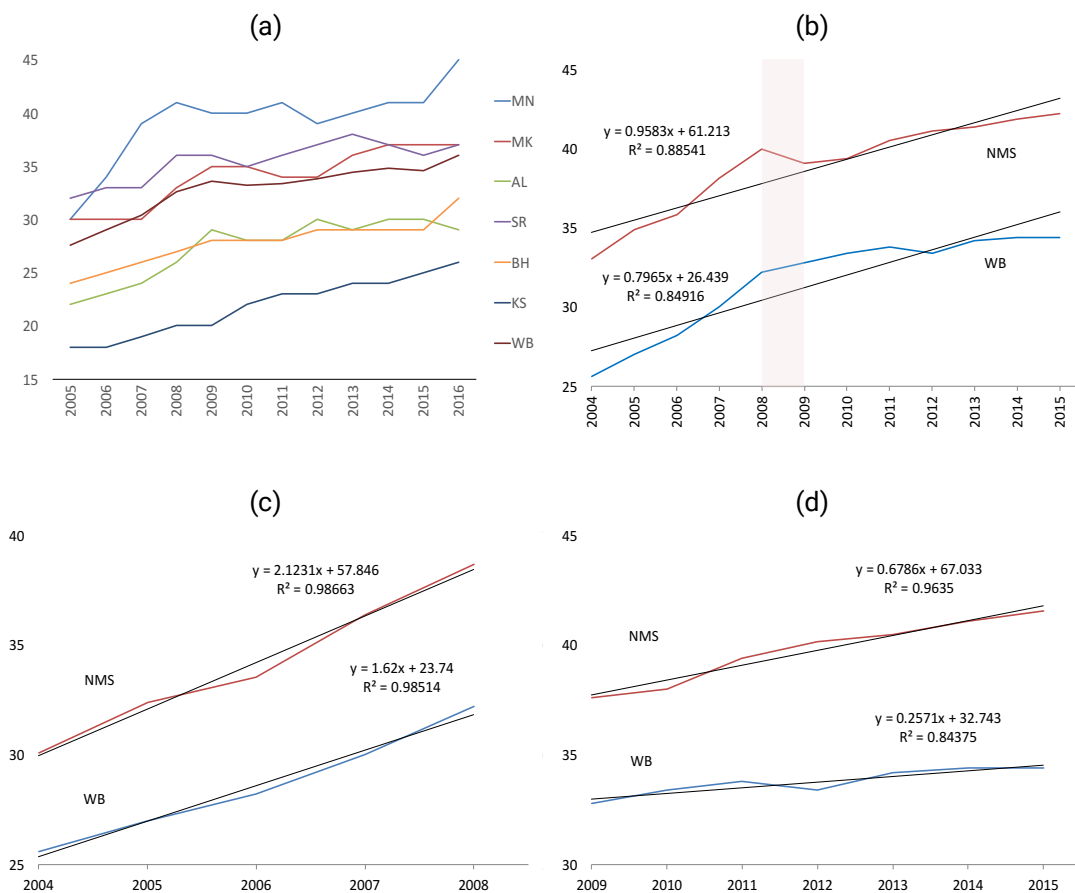 (a)
45
40
35
30
25
20
15
2005
2006
2007
2008
2009
2010
2011
2012
2013
2014
2015
2016
MN
MK
AL
SR
BH
KS
WB
(b)
45
40
35
30
25
y = 0.9583x + 61.213
R² = 0.88541
NMS
y = 0.7965x + 26.439
R² = 0.84916
WB
2004
2005
2006
2007
2008
2009
2010
2011
2012
2013
2014
2015
(c)
40
35
30
25
y = 2.1231x + 57.846
R² = 0.98663
NMS
y = 1.62x + 23.74
R² = 0.98514
WB
2004
2005
2006
2007
2008
(d)
45
40
35
30
y = 0.6786x + 67.033
R² = 0.9635
NMS
y = 0.2571x + 32.743
R² = 0.84375
WB
2009
2010
2011
2012
2013
2014
2015